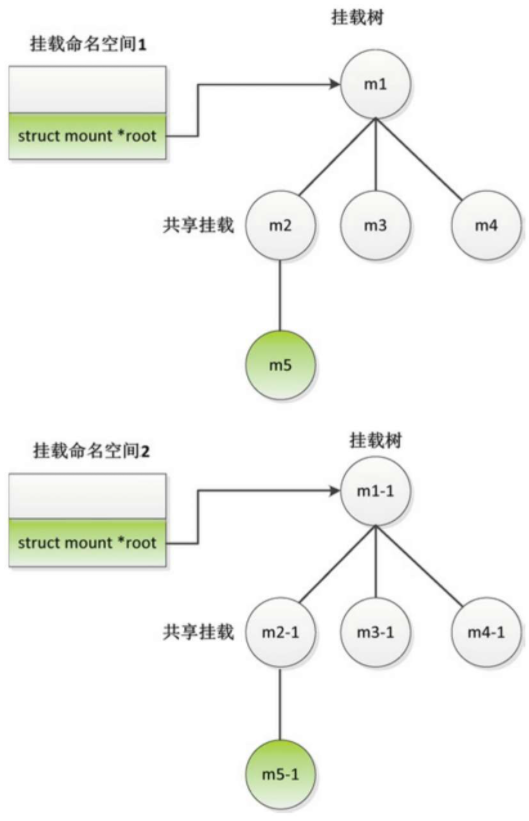 挂载树
挂载命名空间1
m1
struct mount *root
共享挂载
m2
m3
m4
m5
挂载树
挂载命名空间2
m1-1
struct mount *root
共享挂载
m2-1
m3-1
m4-1
m5-1